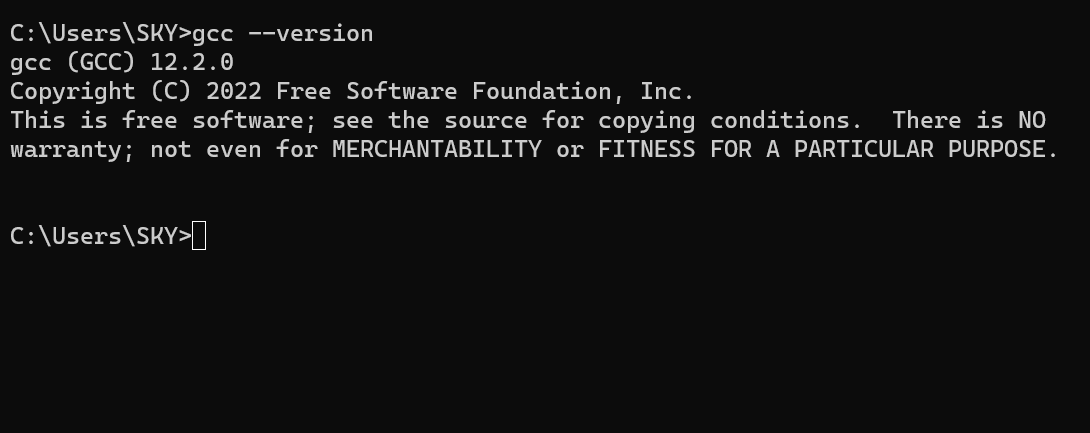 C:\Users\SKY>gcc --version
gcc (GCC) 12.2.0
Copyright (C) 2022 Free Software Foundation, Inc.
This is free software; see the source for copying conditions.  There is NO
warranty; not even for MERCHANTABILITY or FITNESS FOR A PARTICULAR PURPOSE.
C:\Users\SKY>